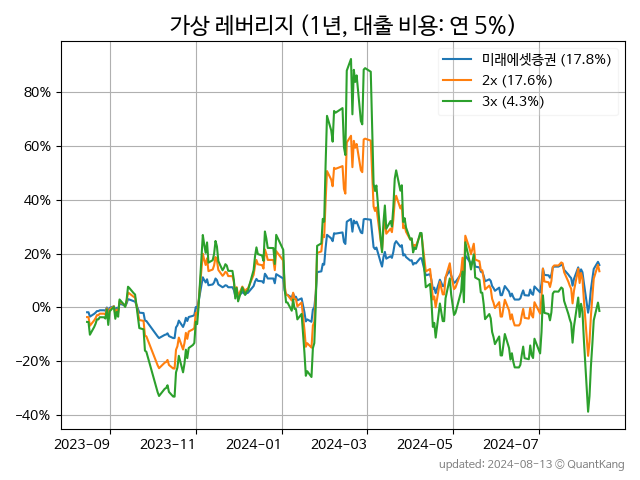 가상 레버리지 (1년, 대출 비용: 연 5%)
미래에셋증권 (17.8%)
2x (17.6%)
3x (4.3%)
80%
60%
40%
20%
0%
−20%
−40%
2023-09 2023-11 2024-01 2024-03 2024-05 2024-07
updated: 2024-08-13 © QuantKang